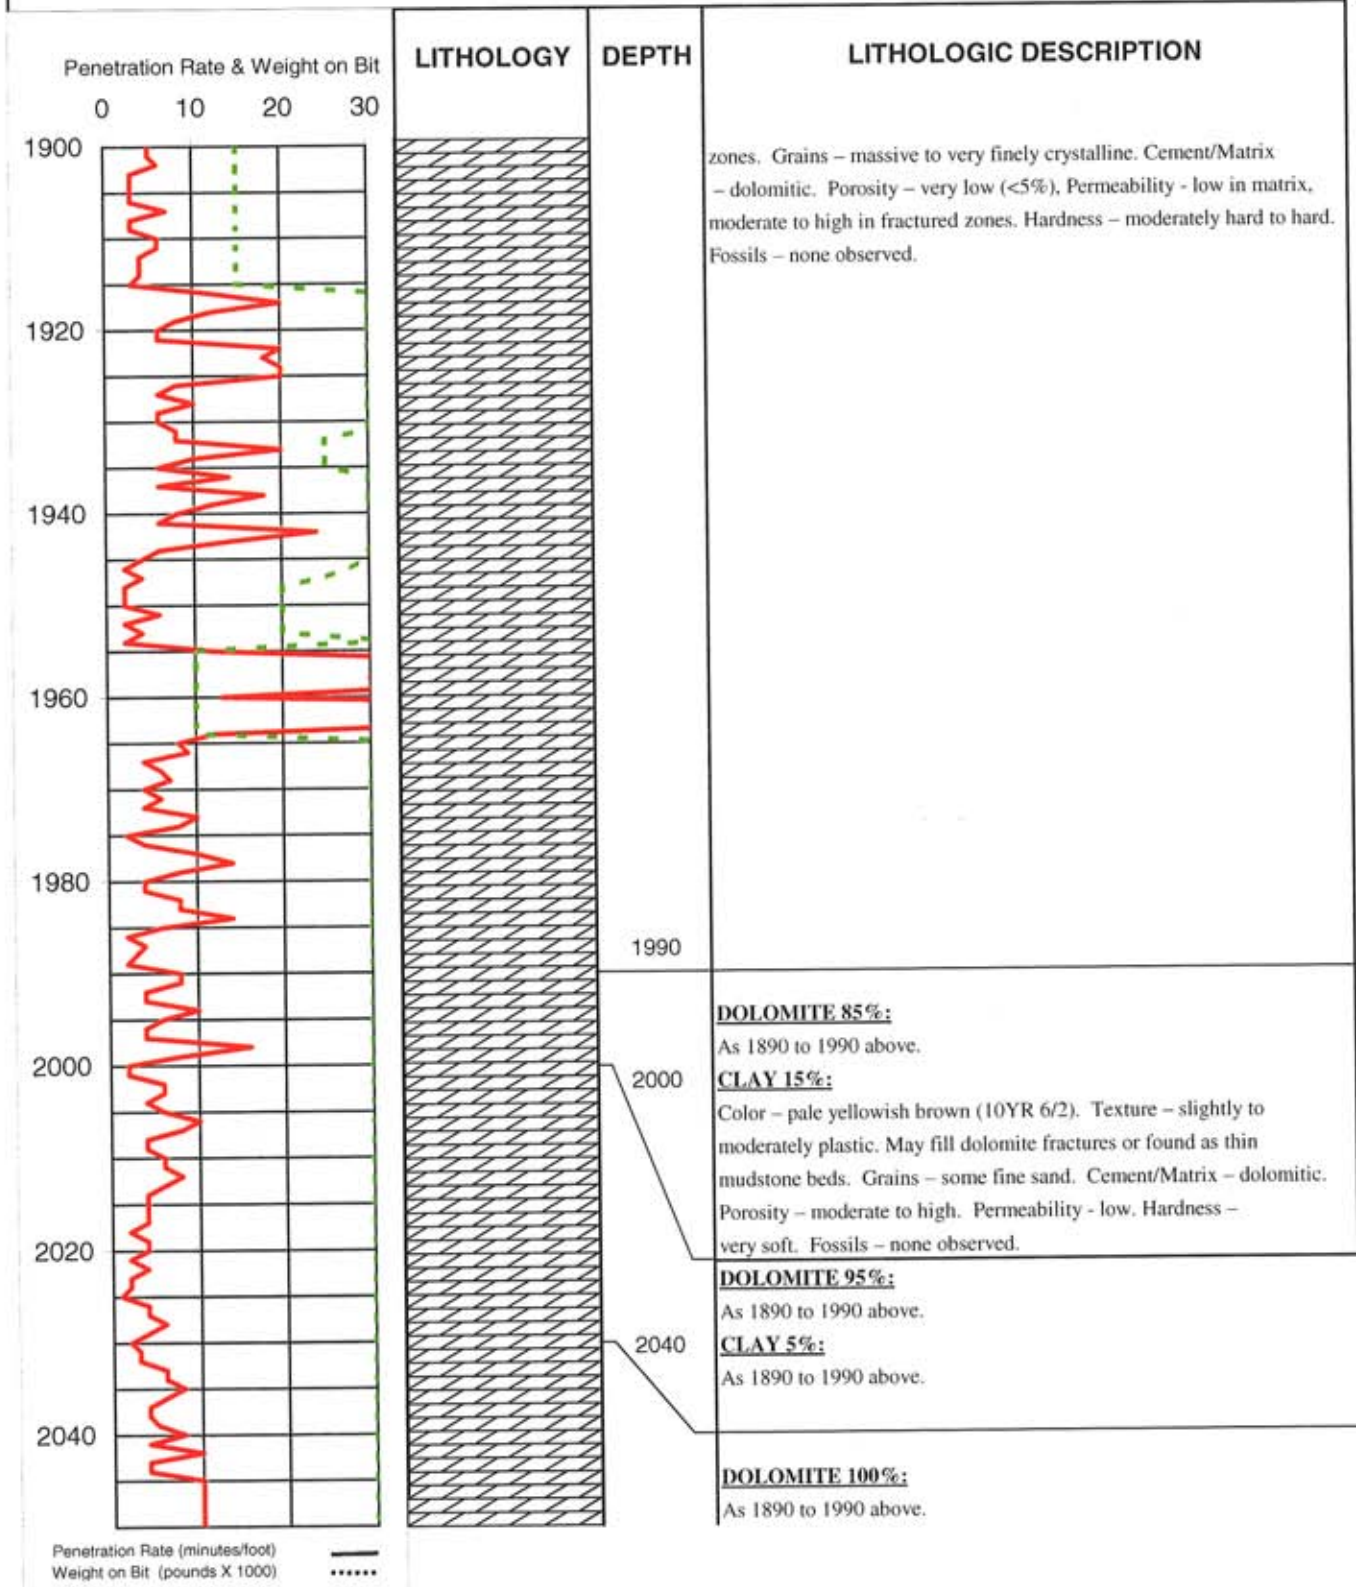 Penetration Rate & Weight on Bit
0 10 20 30
LITHOLOGY
DEPTH
LITHOLOGIC DESCRIPTION
1900
1920
1940
1960
1980
2000
2020
2040
1990
2000
2040
zones. Grains – massive to very finely crystalline. Cement/Matrix
– dolomitic. Porosity – very low (<5%), Permeability - low in matrix,
moderate to high in fractured zones. Hardness – moderately hard to hard.
Fossils – none observed.
DOLOMITE 85%:
As 1890 to 1990 above.
CLAY 15%:
Color – pale yellowish brown (10YR 6/2). Texture – slightly to
moderately plastic. May fill dolomite fractures or found as thin
mudstone beds. Grains – some fine sand. Cement/Matrix – dolomitic.
Porosity – moderate to high. Permeability - low. Hardness –
very soft. Fossils – none observed.
DOLOMITE 95%:
As 1890 to 1990 above.
CLAY 5%:
As 1890 to 1990 above.
DOLOMITE 100%:
As 1890 to 1990 above.
Penetration Rate (minutes/foot)
Weight on Bit (pounds X 1000)